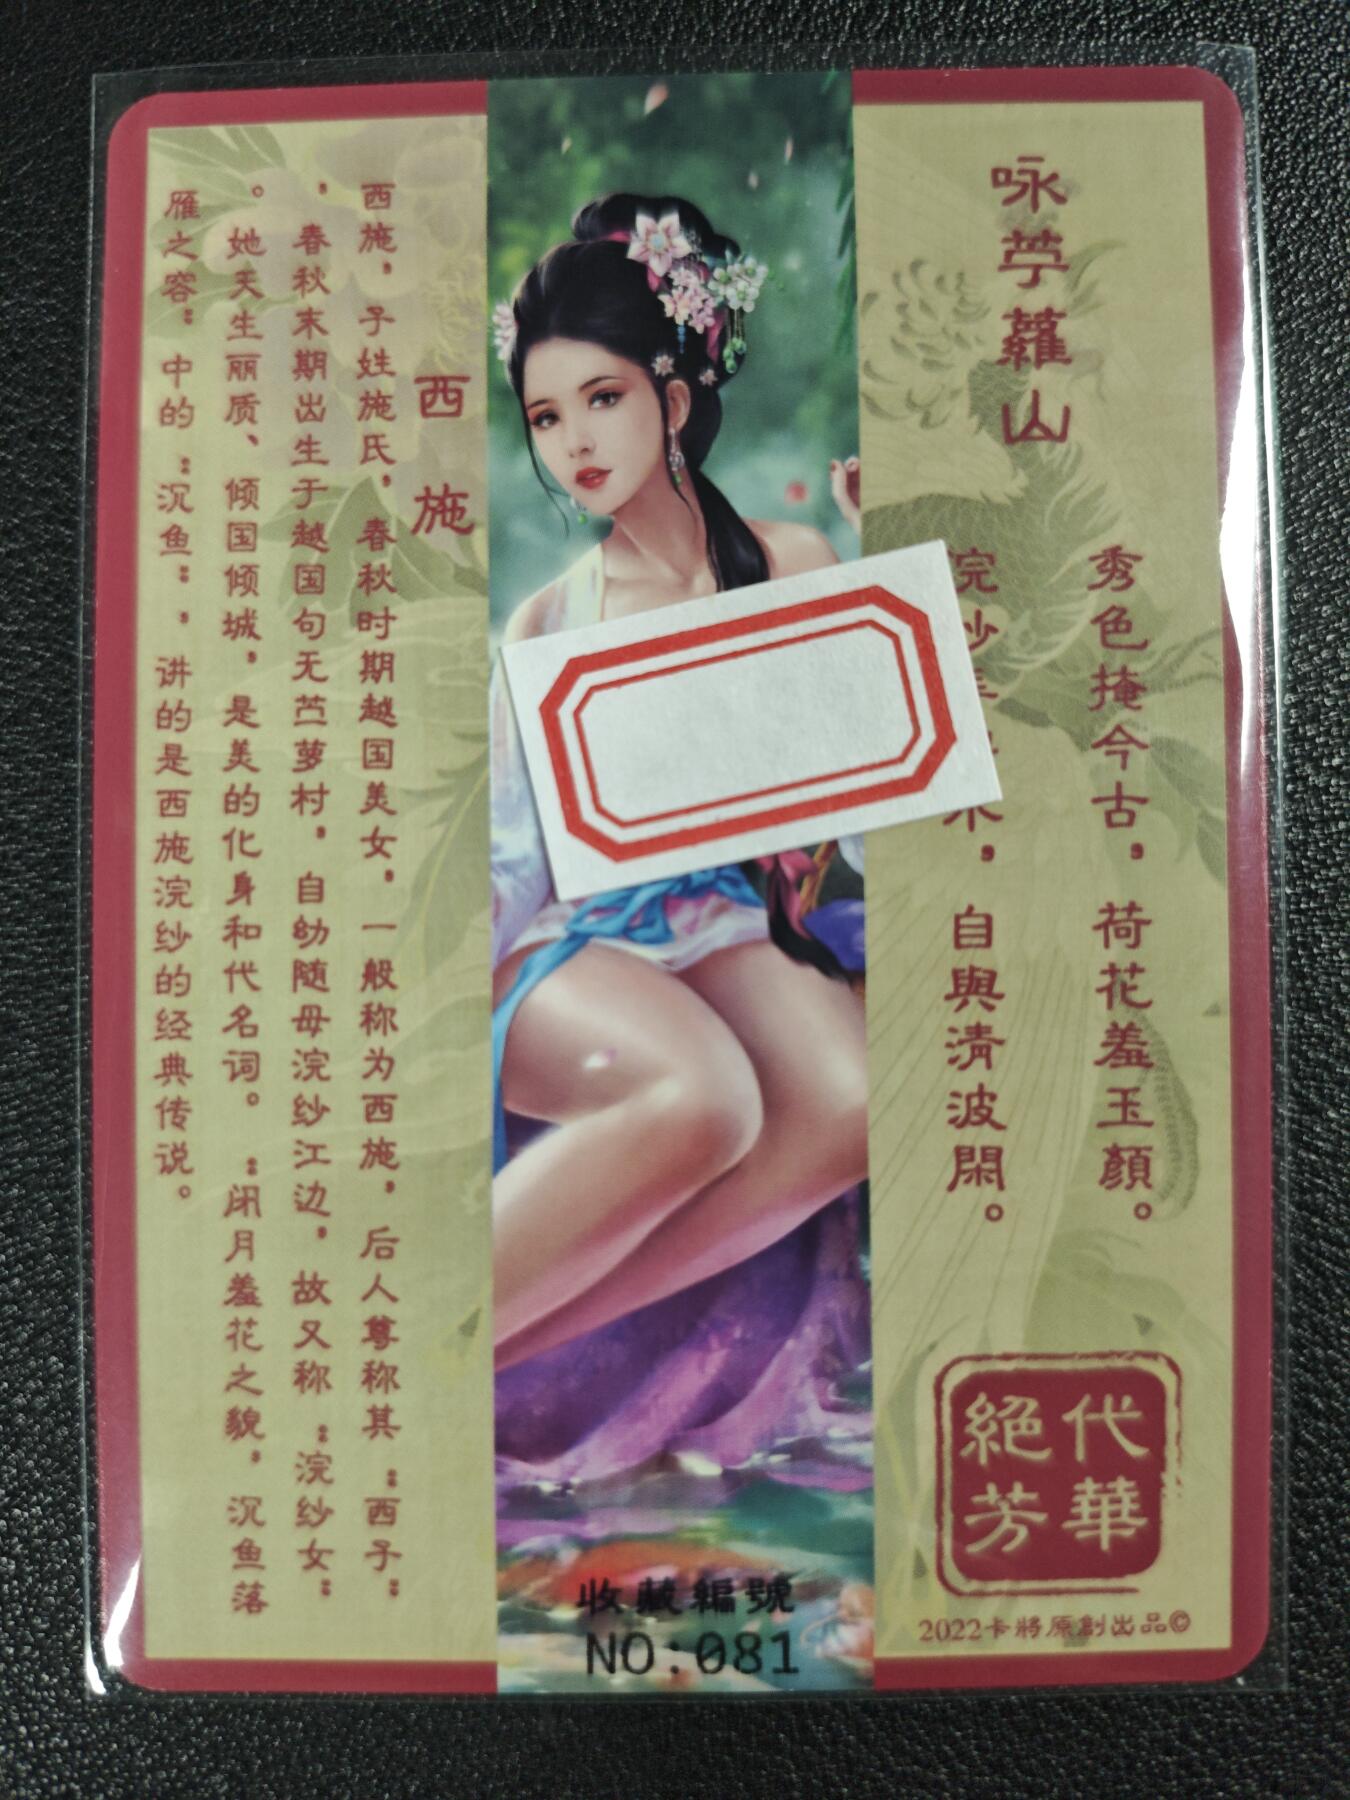 咏苧蘿山
秀色掩今古，荷花羞玉顏。
浣紗弄碧水，自與清波閑。
代華
絕芳
2022卡將原創出品©
西施
西施，子姓施氏，春秋时期越国美女，一般称为西施，后人尊称其：西子：
，春秋末期出生于越国句无苎萝村，自幼随母浣纱江边，故又称：浣纱女：
。她天生丽质、倾国倾城，是美的化身和代名词。：闭月羞花之貌，沉鱼落
雁之容：中的：沉鱼：，讲的是西施浣纱的经典传说。
收藏編號
NO:081